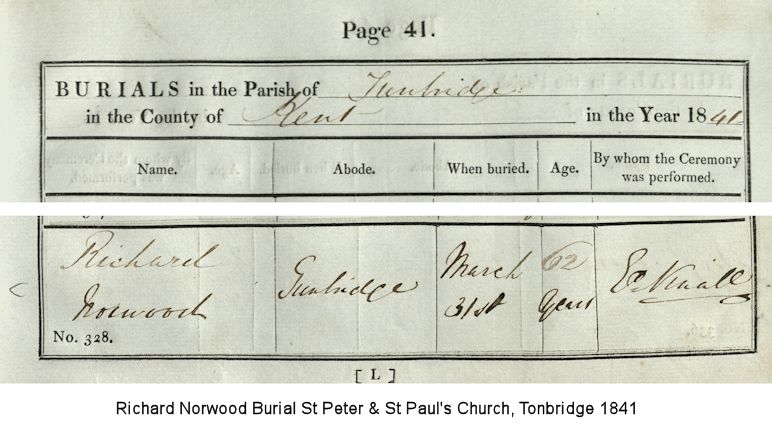 Page 41.
BURIALS in the Parish of Tunbridge
in the County of Kent in the Year 1841
Name. Abode. When buried. Age. By whom the Ceremony
was performed.
Richard Norwood Tunbridge March 31st 62 Years
No. 328.
[ L ]
Richard Norwood Burial St Peter & St Paul's Church, Tonbridge 1841